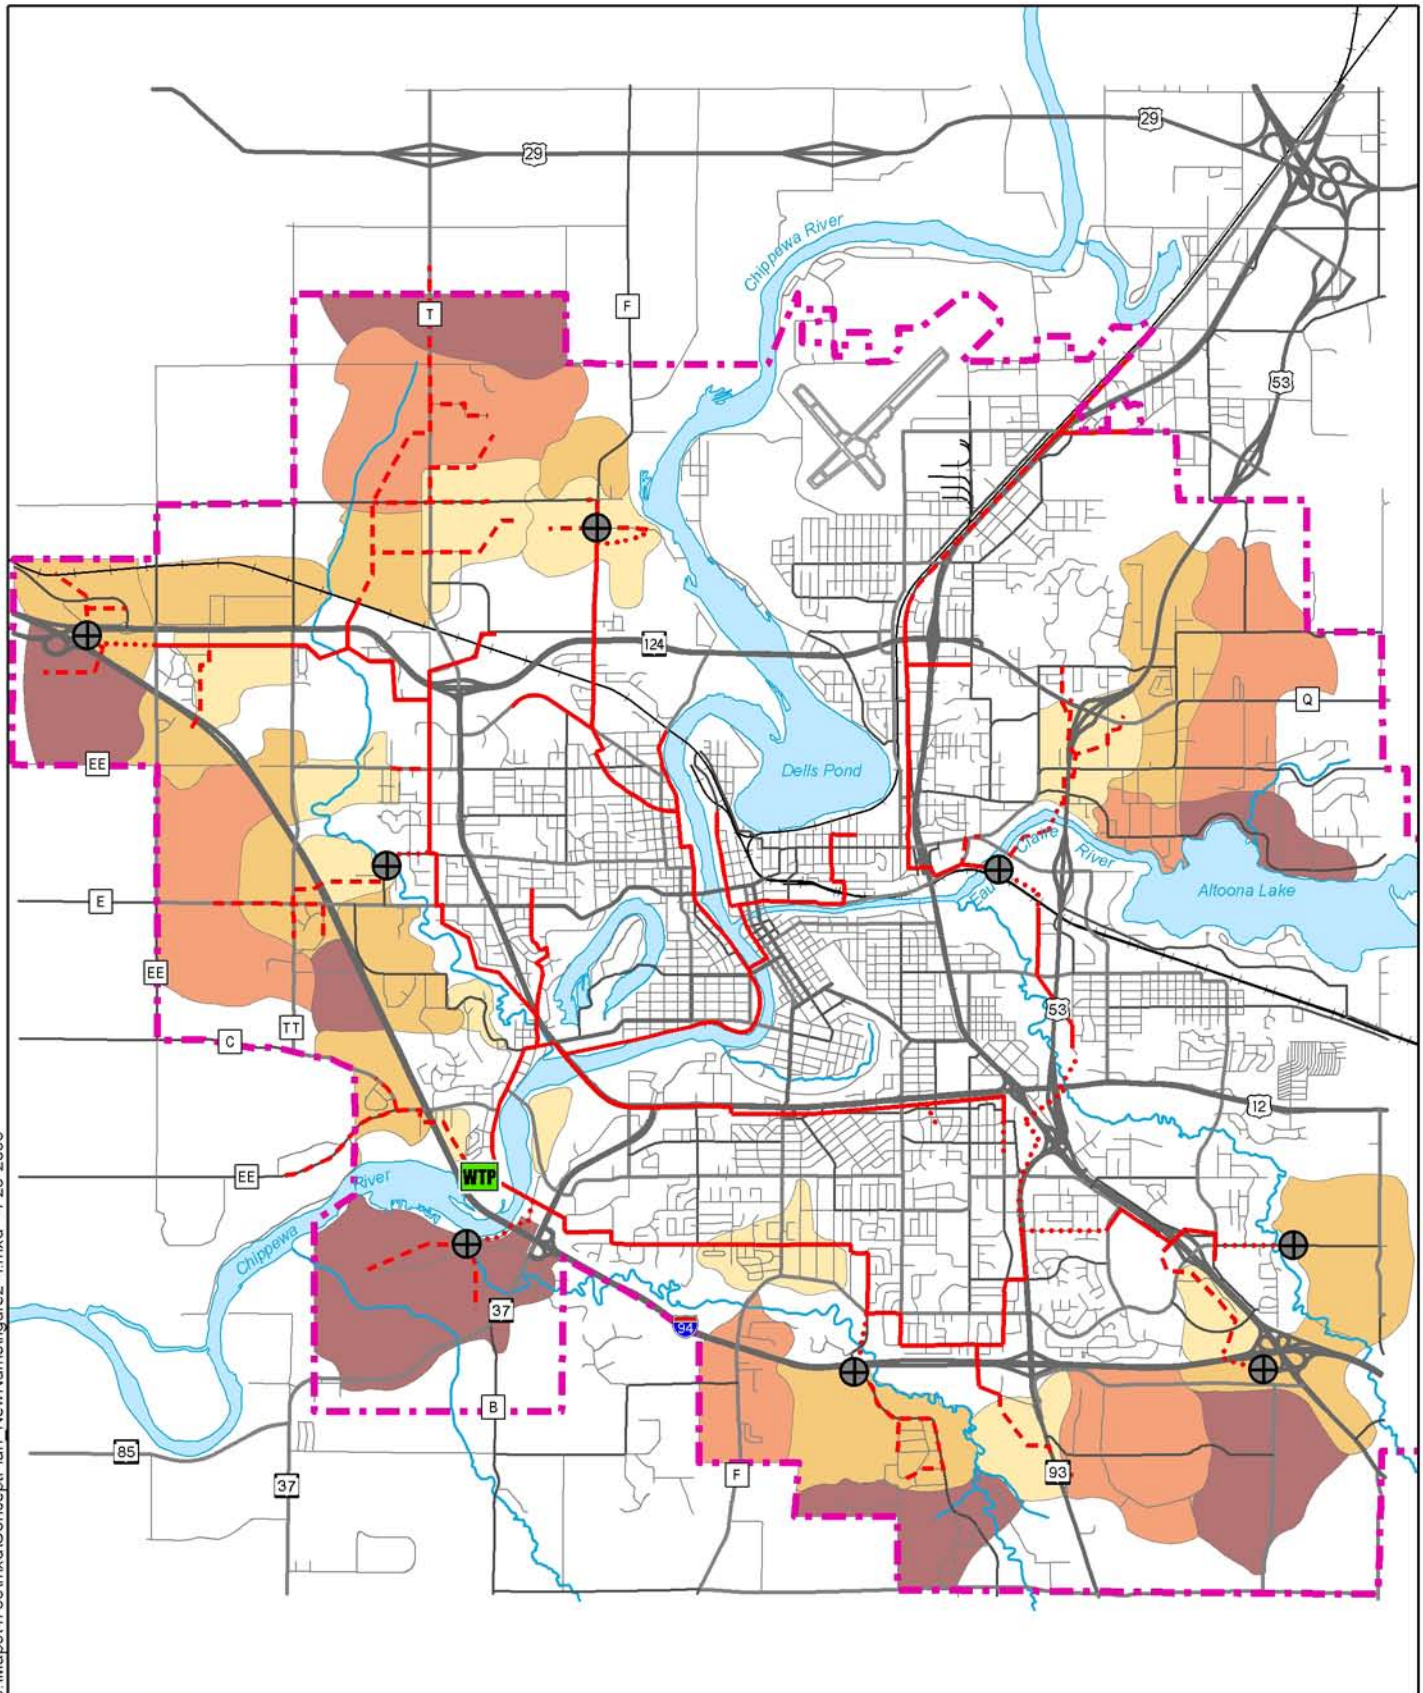 29
29
Chippewa River
T
F
53
124
Q
EE
Dells Pond
Eau Claire River
Altoona Lake
E
EE
TT
53
C
12
EE
WTP
River
Chippewa
37
94
B
85
F
93
37